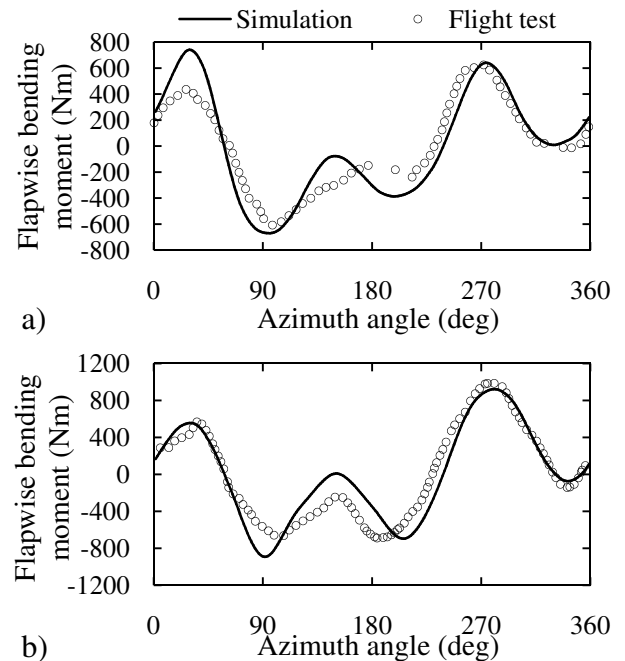 Simulation Flight test
800
600
400
200
0
-200
-400
-600
-800
Flapwise bending
moment (Nm)
0 90 180 270 360
a) Azimuth angle (deg)
1200
800
400
0
-400
-800
-1200
Flapwise bending
moment (Nm)
0 90 180 270 360
b) Azimuth angle (deg)